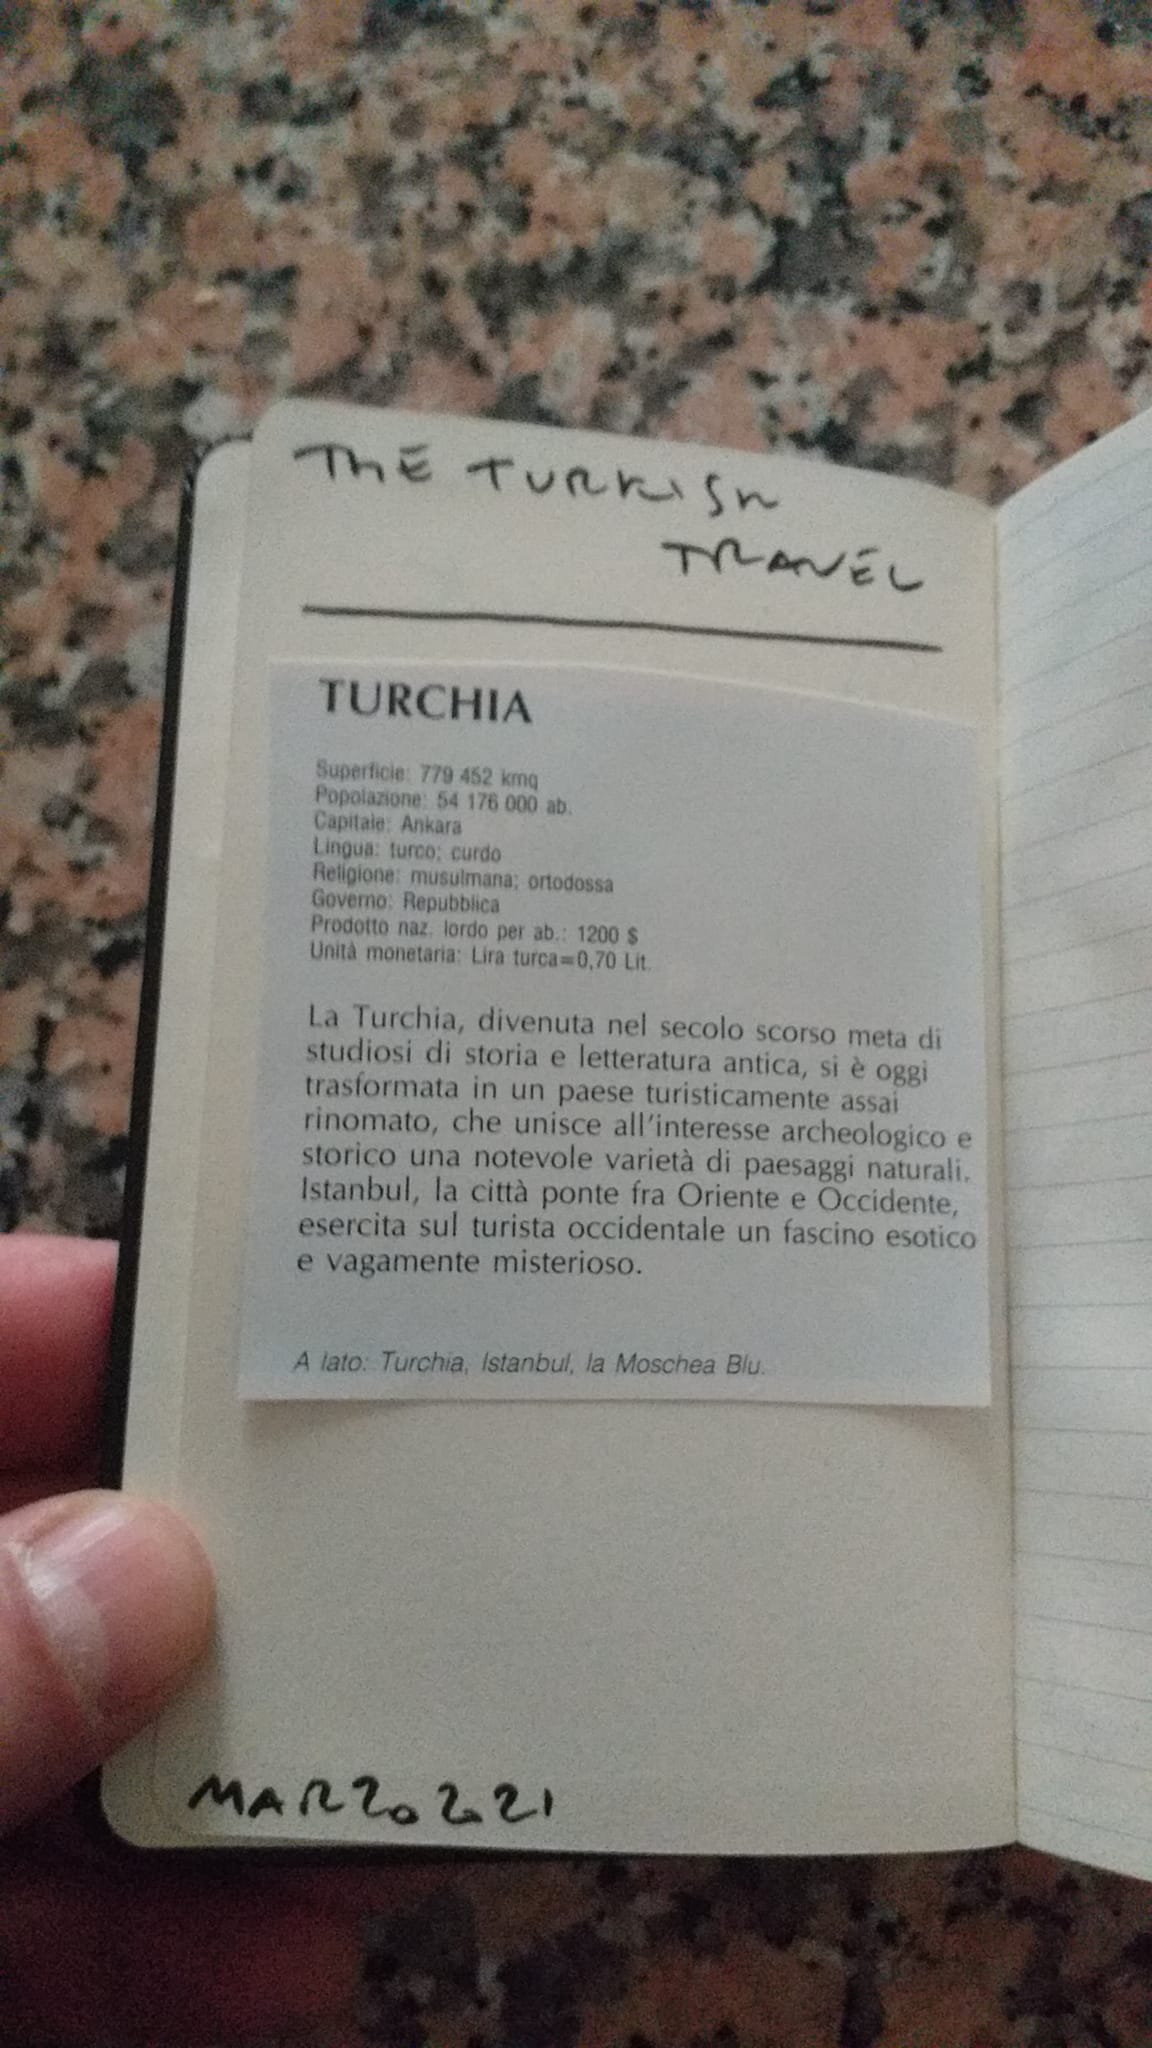 THE TURKISH
TRAVEL
TURCHIA
Superficie: 779 452 kmq
Popolazione: 54 176 000 ab.
Capitale: Ankara
Lingua: turco; curdo
Religione: musulmana; ortodossa
Governo: Repubblica
Prodotto naz. lordo per ab.: 1200 $
Unità monetaria: Lira turca=0,70 Lit.
La Turchia, divenuta nel secolo scorso meta di
studiosi di storia e letteratura antica, si è oggi
trasformata in un paese turisticamente assai
rinomato, che unisce all'interesse archeologico e
storico una notevole varietà di paesaggi naturali.
Istanbul, la città ponte fra Oriente e Occidente,
esercita sul turista occidentale un fascino esotico
e vagamente misterioso.
A lato: Turchia, Istanbul, la Moschea Blu.
MARZO 2021